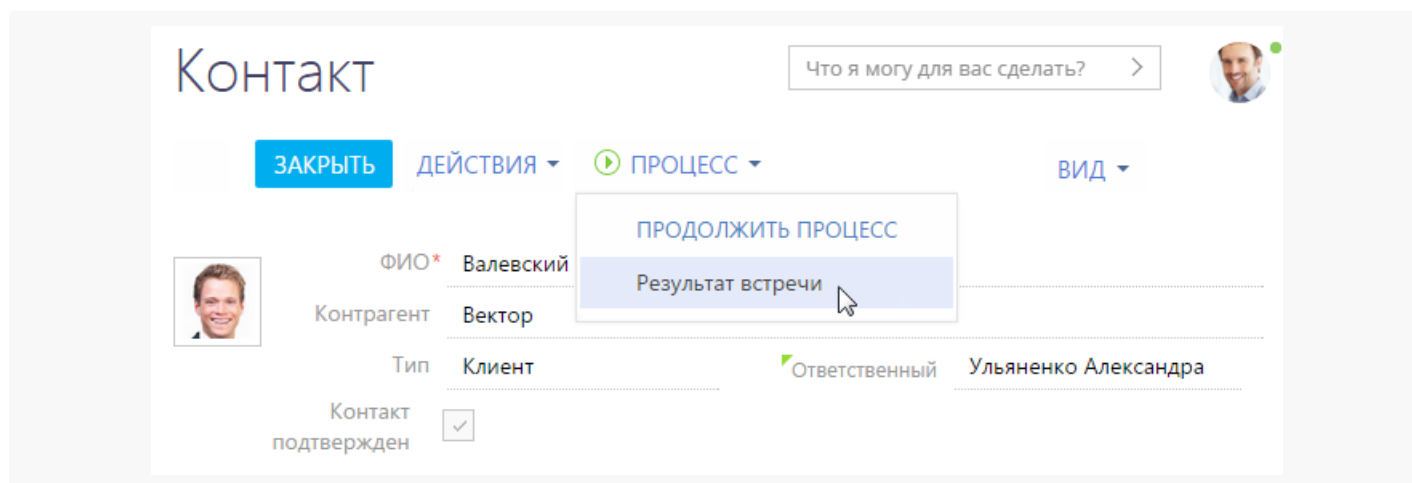 Контакт
Что я могу для вас сделать?
ЗАКРЫТЬ ДЕЙСТВИЯ ПРОЦЕСС ВИД
ПРОДОЛЖИТЬ ПРОЦЕСС
Результат встречи
ФИО* Валевский
Контрагент Вектор
Тип Клиент Ответственный Ульяненко Александра
Контакт
подтвержден